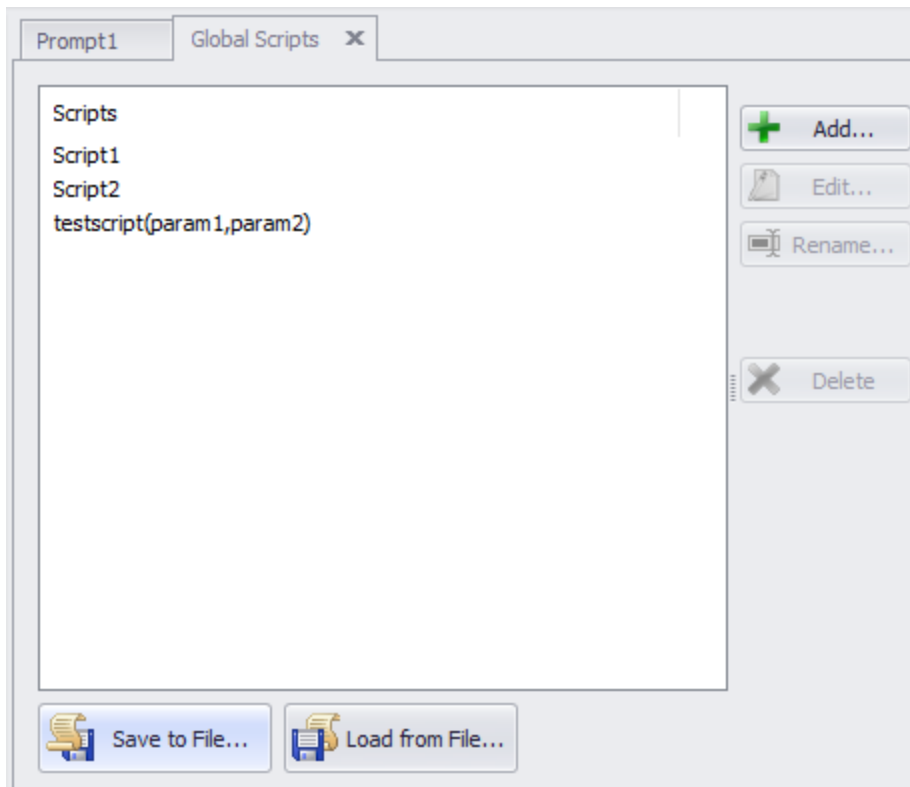 Prompt1
Global Scripts
Scripts
Script1
Script2
testscript(param1,param2)
Add...
Edit...
Rename...
Delete
Save to File...
Load from File...